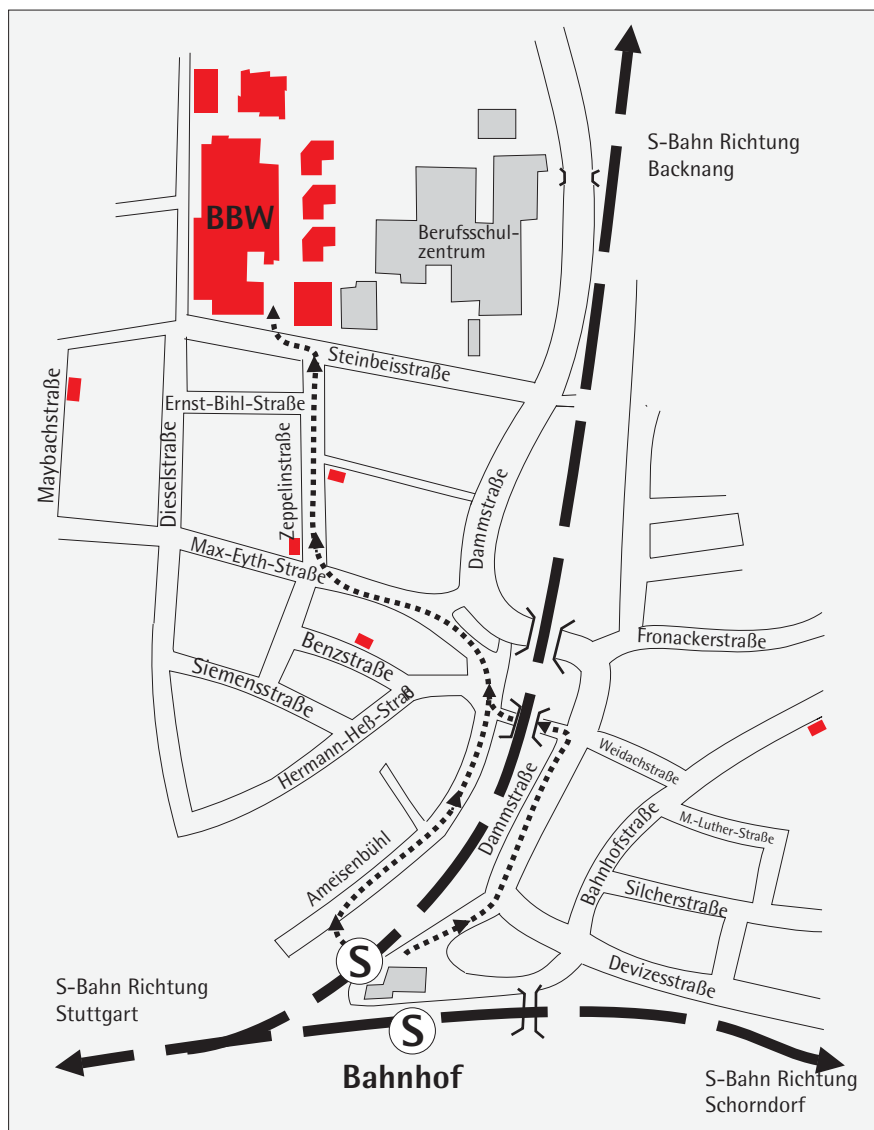 S-Bahn Richtung
Backnang
BBW
Berufsschul-
zentrum
Steinbeisstraße
Ernst-Bihl-Straße
Maybachstraße
Dieselstraße
Zeppelinstraße
Dammstraße
Max-Eyth-Straße
Fronackerstraße
Benzstraße
Siemensstraße
Hermann-Heß-Straß
Weidachstraße
Dammstraße
M.-Luther-Straße
Bahnhofstraße
Ameisenbühl
Silcherstraße
Devizesstraße
S
S-Bahn Richtung
Stuttgart
S
Bahnhof
S-Bahn Richtung
Schorndorf